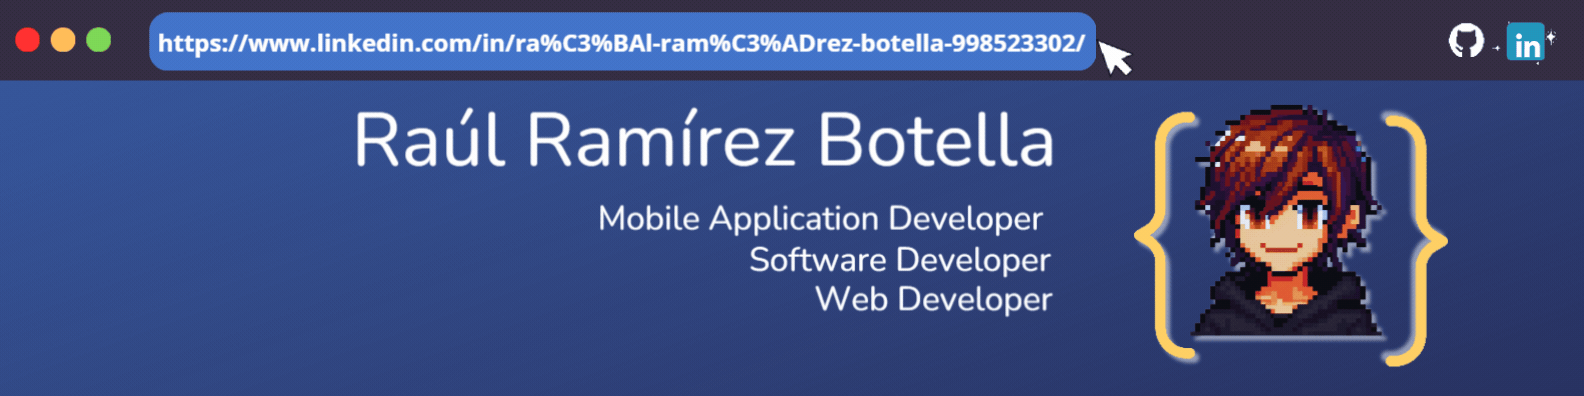 https://www.linkedin.com/in/ra%C3%BAl-ram%C3%ADrez-botella-998523302/
in
Raúl Ramírez Botella
Mobile Application Developer
Software Developer
Web Developer